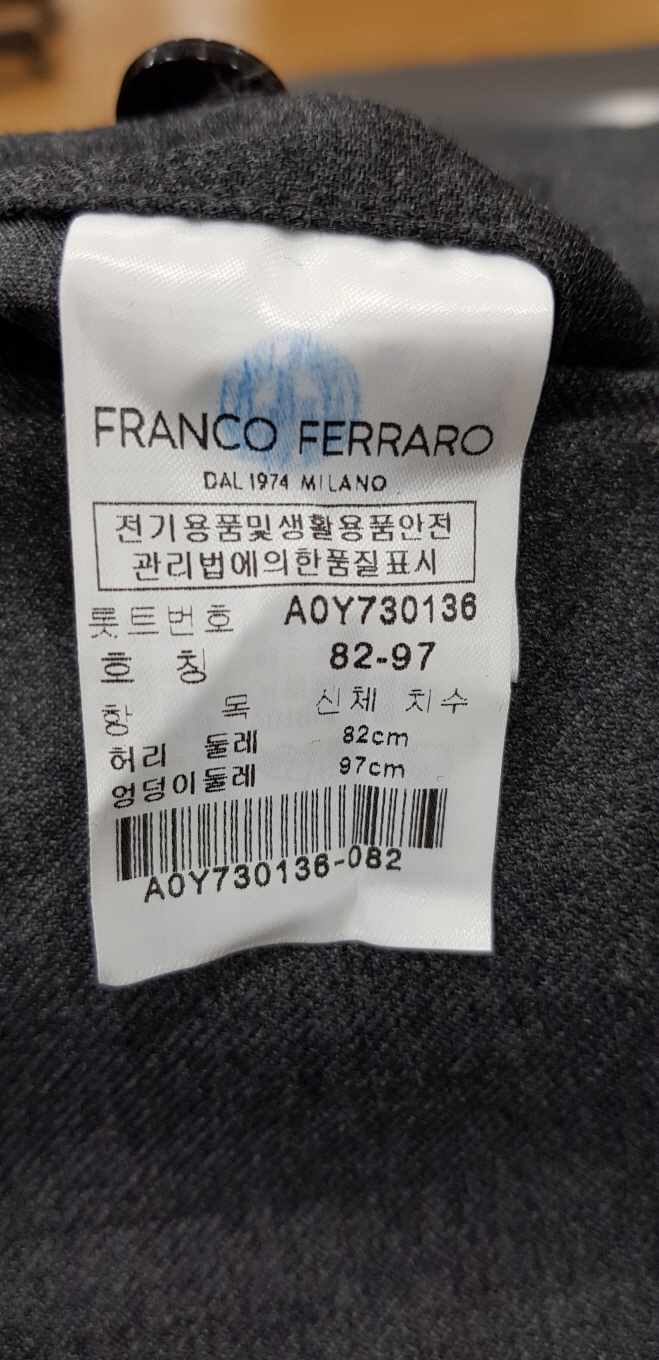 FRANCO FERRARO
DAL 1974 MILANO
전기용품및생활용품안전
관리법에의한품질표시
롯트번호 A0Y730136
호 칭 82-97
항 목 신체 치수
허리 둘레 82cm
엉덩이둘레 97cm
A0Y730136-082